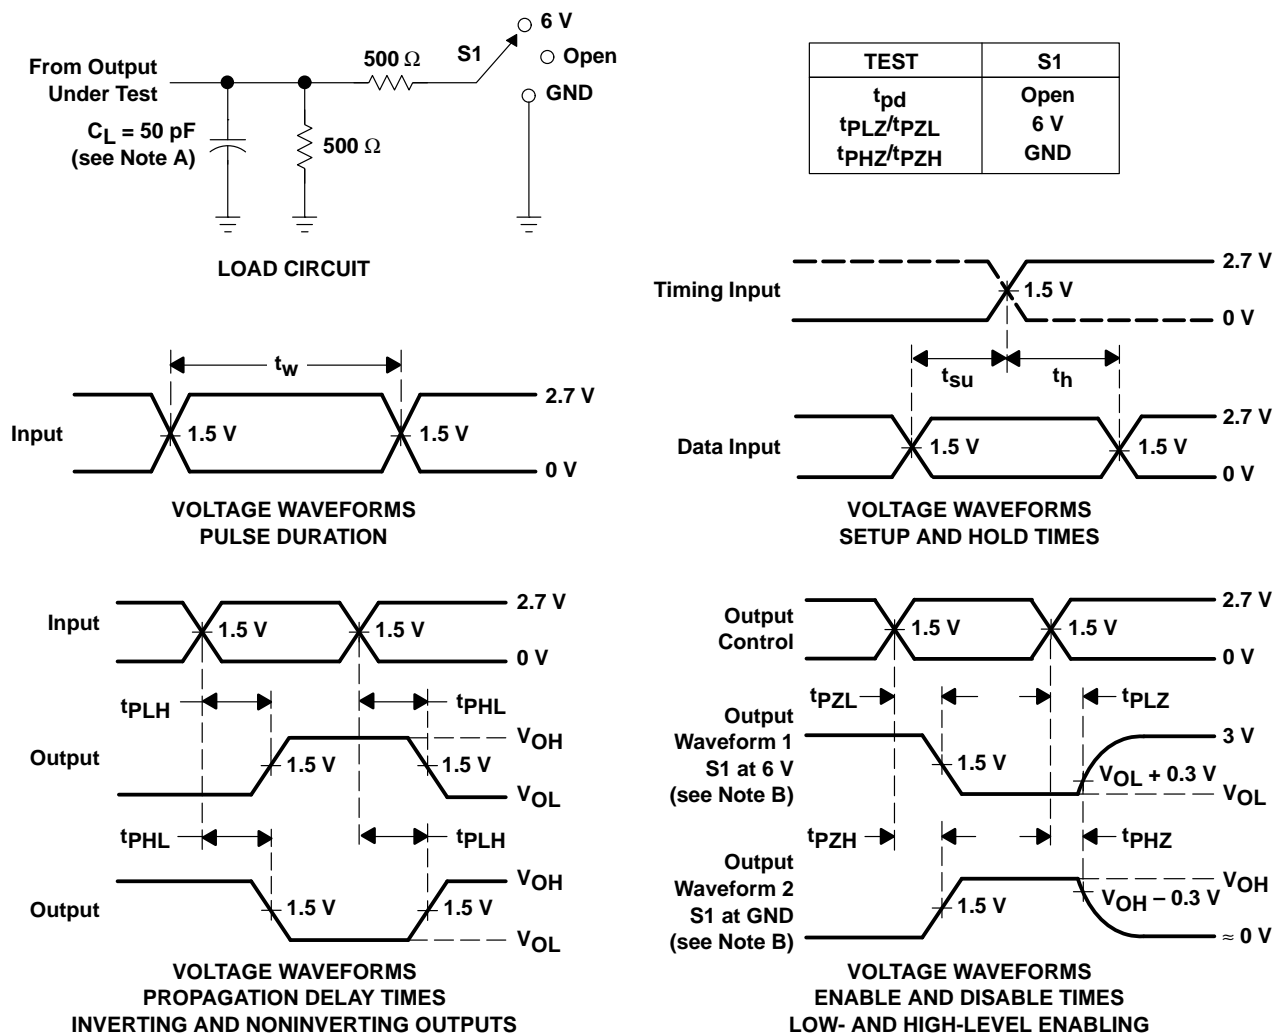 6 V
S1
Open
GND
500 Ω
From Output
Under Test
CL = 50 pF
(see Note A)
500 Ω
LOAD CIRCUIT
TEST S1
tpd Open
tPLZ/tPZL 6 V
tPHZ/tPZH GND
Timing Input
1.5 V
2.7 V
0 V
tsu
th
Data Input
1.5 V
1.5 V
2.7 V
0 V
VOLTAGE WAVEFORMS
SETUP AND HOLD TIMES
tw
Input
1.5 V
1.5 V
2.7 V
0 V
VOLTAGE WAVEFORMS
PULSE DURATION
Input
1.5 V
1.5 V
2.7 V
0 V
tPLH
tPHL
Output
1.5 V
1.5 V
VOH
VOL
tPHL
tPLH
Output
1.5 V
1.5 V
VOH
VOL
VOLTAGE WAVEFORMS
PROPAGATION DELAY TIMES
INVERTING AND NONINVERTING OUTPUTS
Output
Control
1.5 V
1.5 V
2.7 V
0 V
tPZL
tPLZ
Output
Waveform 1
S1 at 6 V
(see Note B)
1.5 V
3 V
VOL + 0.3 V
VOL
tPZH
tPHZ
Output
Waveform 2
S1 at GND
(see Note B)
1.5 V
VOH
VOH − 0.3 V
≈ 0 V
VOLTAGE WAVEFORMS
ENABLE AND DISABLE TIMES
LOW- AND HIGH-LEVEL ENABLING